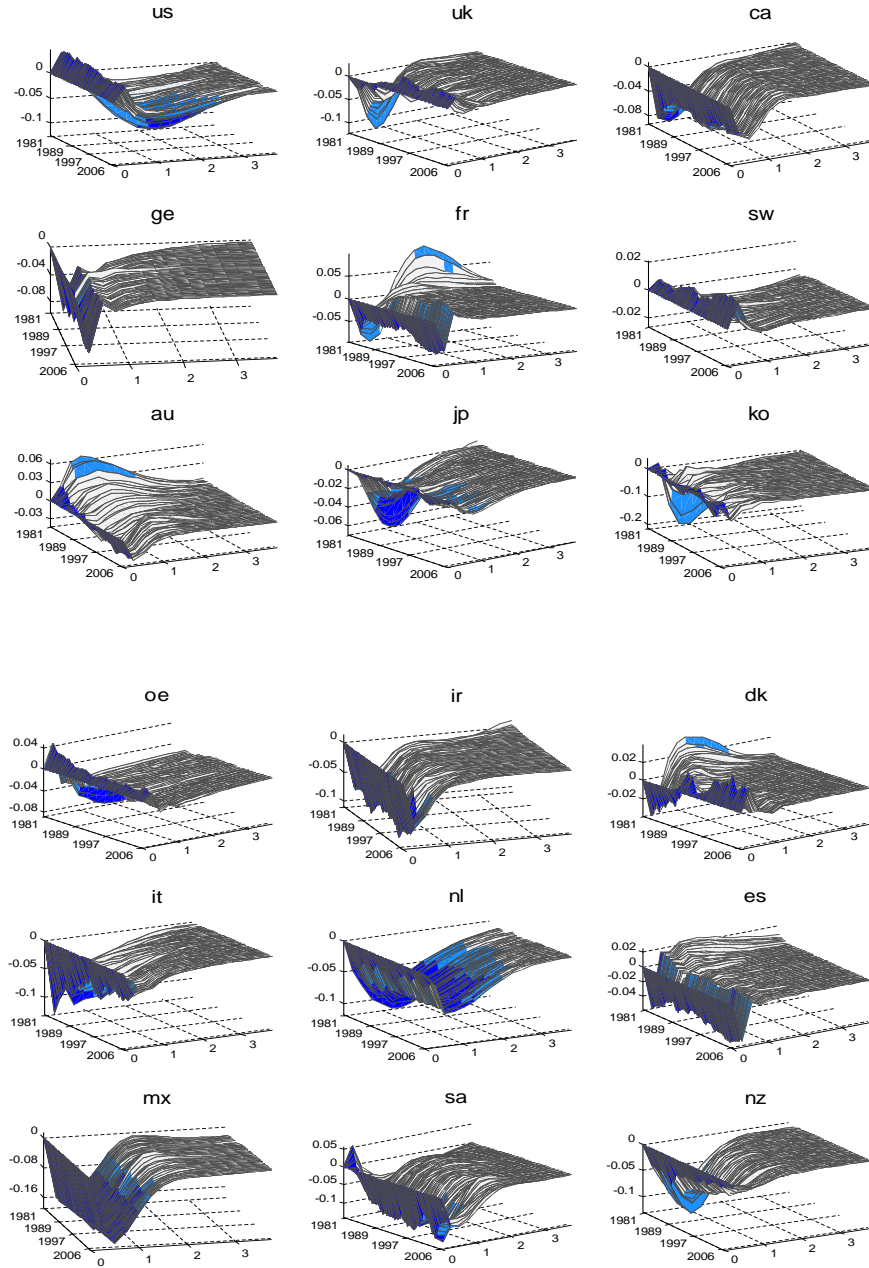 us uk ca
0 0 0
-0.05 -0.05 -0.04
-0.1 -0.1 -0.08
1981 1981 1981
1989 1989 1989
1997 1997 1997
2006 2006 2006
0 1 2 3 0 1 2 3 0 1 2 3
ge fr sw
0 0.05 0.02
-0.04 0 0
-0.08 -0.05 -0.02
1981 1981 1981
1989 1989 1989
1997 1997 1997
2006 2006 2006
0 1 2 3 0 1 2 3 0 1 2 3
au jp ko
0.06 0 0
0.03 -0.02 -0.1
0 -0.04 -0.2
-0.03 -0.06
1981 1981 1981
1989 1989 1989
1997 1997 1997
2006 2006 2006
0 1 2 3 0 1 2 3 0 1 2 3
oe ir dk
0.04 0 0.02
0 -0.05 0
-0.04 -0.1 -0.02
-0.08
1981 1981 1981
1989 1989 1989
1997 1997 1997
2006 2006 2006
0 1 2 3 0 1 2 3 0 1 2 3
it nl es
0 0 0.02
-0.05 -0.05 0
-0.1 -0.1 -0.02
-0.04
1981 1981 1981
1989 1989 1989
1997 1997 1997
2006 2006 2006
0 1 2 3 0 1 2 3 0 1 2 3
mx sa nz
0 0.05 0
-0.08 0 -0.05
-0.16 -0.05 -0.1
-0.1
1981 1981 1981
1989 1989 1989
1997 1997 1997
2006 2006 2006
0 1 2 3 0 1 2 3 0 1 2 3